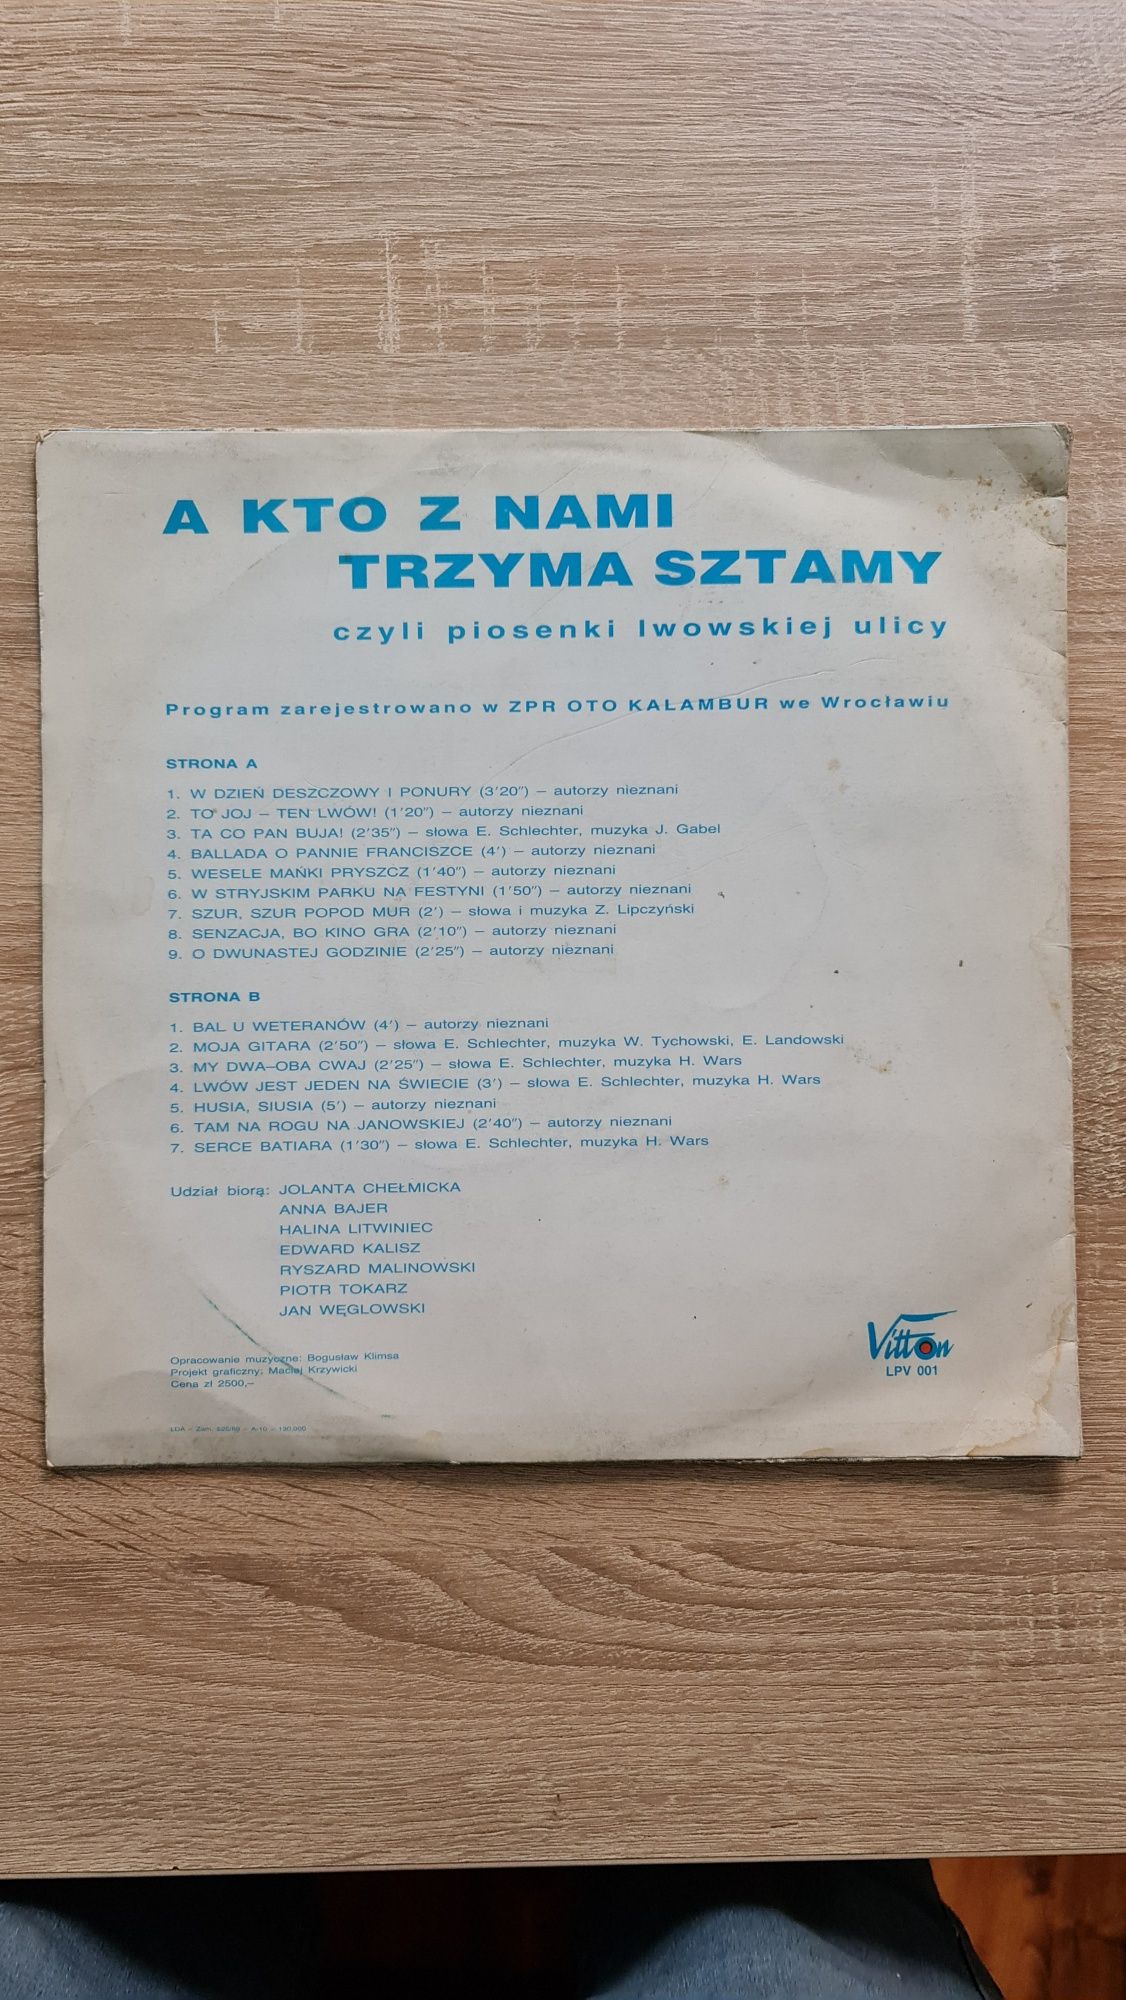 A KTO Z NAMI
TRZYMA SZTAMY
czyli piosenki lwowskiej ulicy
Program zarejestrowano w ZPR OTO KALAMBUR we Wrocławiu
STRONA A
1. W DZIEŃ DESZCZOWY I PONURY (3'20") – autorzy nieznani
2. TO JOJ – TEN LWÓW! (1'20") – autorzy nieznani
3. TA CO PAN BUJA! (2'35") – słowa E. Schlechter, muzyka J. Gabel
4. BALLADA O PANNIE FRANCISZCE (4') – autorzy nieznani
5. WESELE MAŃKI PRYSZCZ (1'40") – autorzy nieznani
6. W STRYJSKIM PARKU NA FESTYNI (1'50") – autorzy nieznani
7. SZUR, SZUR POPOD MUR (2') – słowa i muzyka Z. Lipczyński
8. SENZACJA, BO KINO GRA (2'10") – autorzy nieznani
9. O DWUNASTEJ GODZINIE (2'25") – autorzy nieznani
STRONA B
1. BAL U WETERANÓW (4') – autorzy nieznani
2. MOJA GITARA (2'50") – słowa E. Schlechter, muzyka W. Tychowski, E. Landowski
3. MY DWA–OBA CWAJ (2'25") – słowa E. Schlechter, muzyka H. Wars
4. LWÓW JEST JEDEN NA ŚWIECIE (3') – słowa E. Schlechter, muzyka H. Wars
5. HUSIA, SIUSIA (5') – autorzy nieznani
6. TAM NA ROGU NA JANOWSKIEJ (2'40") – autorzy nieznani
7. SERCE BATIARA (1'30") – słowa E. Schlechter, muzyka H. Wars
Udział biorą: JOLANTA CHEŁMICKA
ANNA BAJER
HALINA LITWINIEC
EDWARD KALISZ
RYSZARD MALINOWSKI
PIOTR TOKARZ
JAN WĘGLOWSKI
Opracowanie muzyczne: Bogusław Klimsa
Projekt graficzny: Maciej Krzywicki
Cena zł 2500,–
Vitton
LPV 001
LDA – Zam. – A-10 –